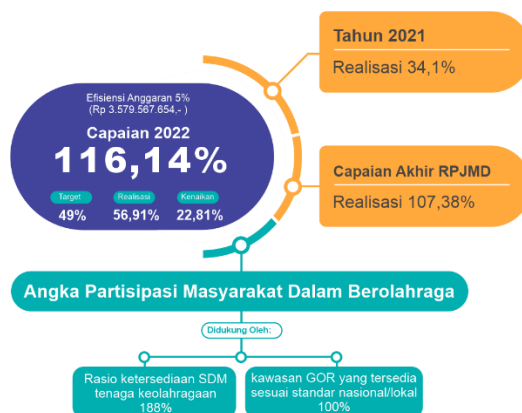 Tahun 2021
Realisasi 34,1%
Efisiensi Anggaran 5%
(Rp 3.579.567.654,- )
Capaian 2022
116,14%
Target
Realisasi
Kenaikan
49%
56,91%
22,81%
Capaian Akhir RPJMD
Realisasi 107,38%
Angka Partisipasi Masyarakat Dalam Berolahraga
Didukung Oleh:
Rasio ketersediaan SDM
tenaga keolahragaan
188%
kawasan GOR yang tersedia
sesuai standar nasional/lokal
100%